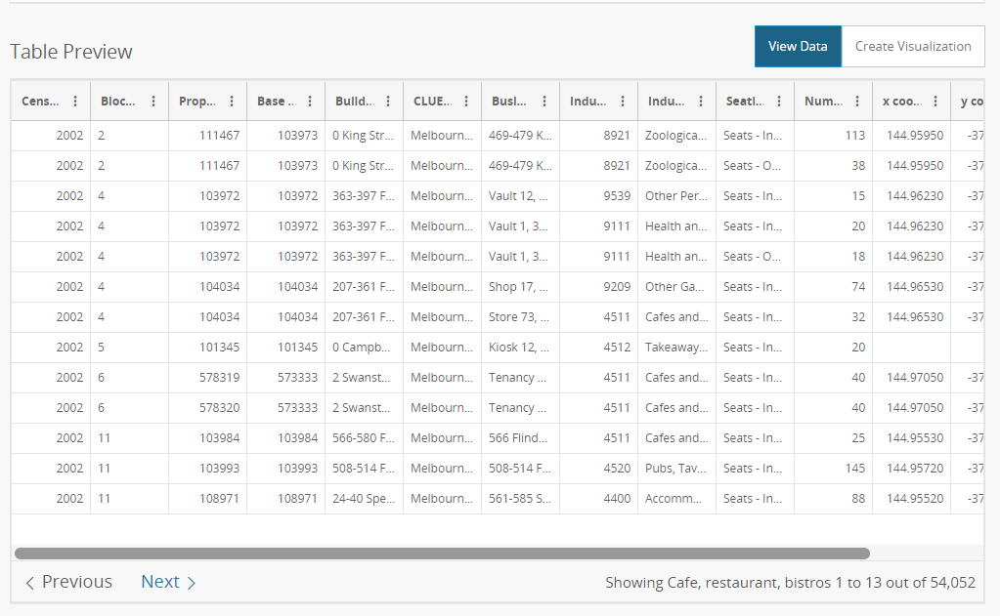 Table Preview
View Data Create Visualization
Cens... Bloc... Prop... Base ... Build... CLUE... Busi... Indu... Indu... Seati... Num... x coo... y co
2002 2 111467 103973 0 King Str... Melbourn... 469-479 K... 8921 Zoologica... Seats - In... 113 144.95950 -37
2002 2 111467 103973 0 King Str... Melbourn... 469-479 K... 8921 Zoologica... Seats - O... 38 144.95950 -37
2002 4 103972 103972 363-397 F... Melbourn... Vault 12, ... 9539 Other Per... Seats - In... 15 144.96230 -37
2002 4 103972 103972 363-397 F... Melbourn... Vault 1, 3... 9111 Health an... Seats - In... 20 144.96230 -37
2002 4 103972 103972 363-397 F... Melbourn... Vault 1, 3... 9111 Health an... Seats - O... 18 144.96230 -37
2002 4 104034 104034 207-361 F... Melbourn... Shop 17, ... 9209 Other Ga... Seats - In... 74 144.96530 -37
2002 4 104034 104034 207-361 F... Melbourn... Store 73, ... 4511 Cafes and... Seats - In... 32 144.96530 -37
2002 5 101345 101345 0 Campb... Melbourn... Kiosk 12, ... 4512 Takeaway... Seats - In... 20
2002 6 578319 573333 2 Swanst... Melbourn... Tenancy ... 4511 Cafes and... Seats - In... 40 144.97050 -37
2002 6 578320 573333 2 Swanst... Melbourn... Tenancy ... 4511 Cafes and... Seats - In... 40 144.97050 -37
2002 11 103984 103984 566-580 F... Melbourn... 566 Flind... 4511 Cafes and... Seats - In... 25 144.95530 -37
2002 11 103993 103993 508-514 F... Melbourn... 508-514 F... 4520 Pubs, Tav... Seats - In... 145 144.95720 -37
2002 11 108971 108971 24-40 Spe... Melbourn... 561-585 S... 4400 Accomm... Seats - In... 88 144.95520 -37
Previous Next Showing Cafe, restaurant, bistros 1 to 13 out of 54,052